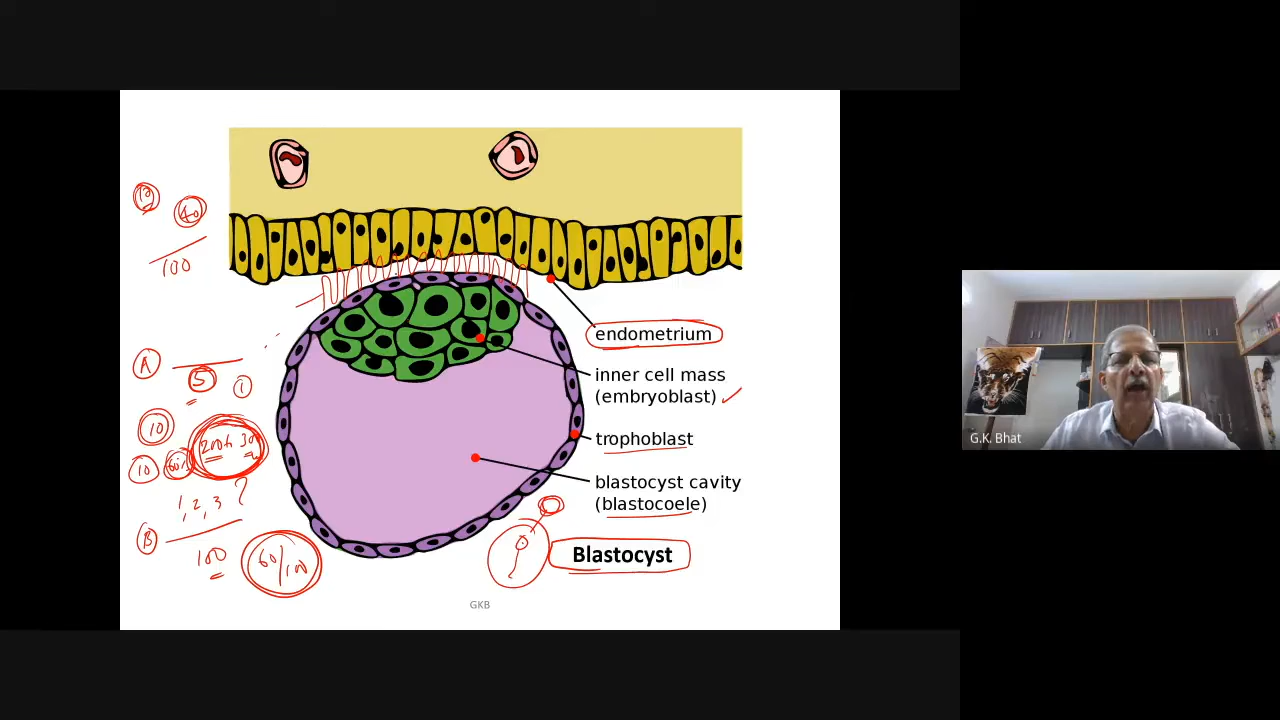 10
40
100
endometrium
inner cell mass
(embryoblast)
A
5
1
10
G.K. Bhat
trophoblast
10
60%
blastocyst cavity
(blastocoele)
1, 2, 3 ?
B
100
60/100
Blastocyst
GKB